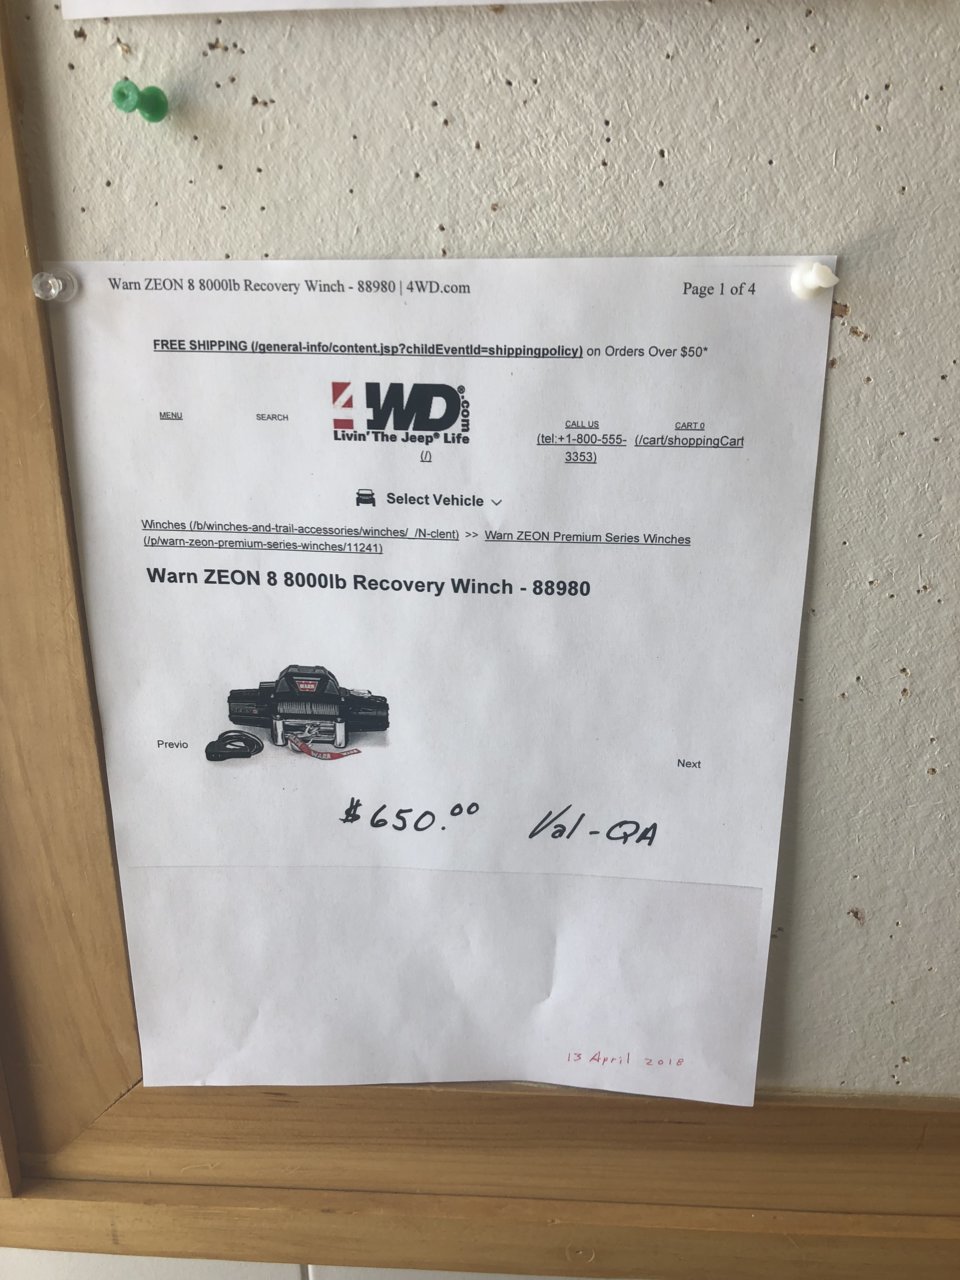 Warn ZEON 8 8000lb Recovery Winch - 88980 | 4WD.com
Page 1 of 4
FREE SHIPPING (/general-info/content.jsp?childEventId=shippingpolicy) on Orders Over $50*
MENU
SEARCH
4WD®.com
Livin' The Jeep® Life
(/)
CALL US
(tel:+1-800-555-
3353)
CART 0
(/cart/shoppingCart
Select Vehicle
Winches (/b/winches-and-trail-accessories/winches/_/N-clent) >> Warn ZEON Premium Series Winches
(/p/warn-zeon-premium-series-winches/11241)
Warn ZEON 8 8000lb Recovery Winch - 88980
WARN
WARN
Previo
Next
$650.00 Val-QA
13 April 2018